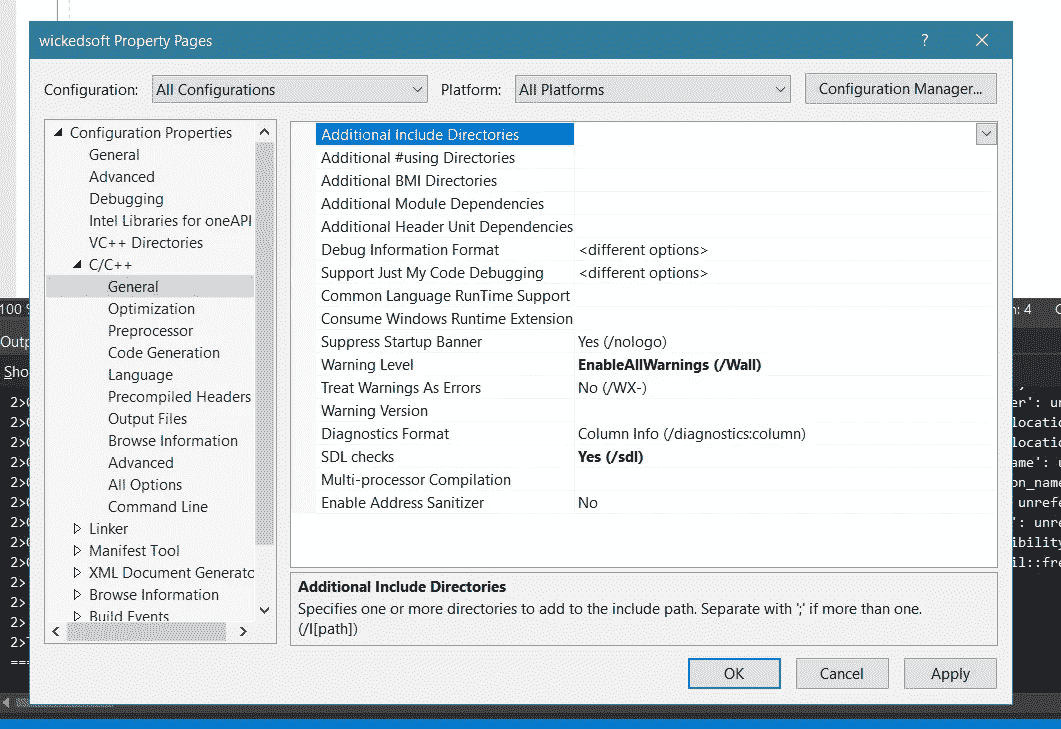 wickedsoft Property Pages ?
Configuration: All Configurations Platform: All Platforms Configuration Manager...
Configuration Properties
General
Advanced
Debugging
Intel Libraries for oneAPI
VC++ Directories
C/C++
General
Optimization
Preprocessor
Code Generation
Language
Precompiled Headers
Output Files
Browse Information
Advanced
All Options
Command Line
Linker
Manifest Tool
XML Document Generato
Browse Information
Build Events
Additional Include Directories
Additional #using Directories
Additional BMI Directories
Additional Module Dependencies
Additional Header Unit Dependencies
Debug Information Format <different options>
Support Just My Code Debugging <different options>
Common Language RunTime Support
Consume Windows Runtime Extension
Suppress Startup Banner Yes (/nologo)
Warning Level EnableAllWarnings (/Wall)
Treat Warnings As Errors No (/WX-)
Warning Version
Diagnostics Format Column Info (/diagnostics:column)
SDL checks Yes (/sdl)
Multi-processor Compilation
Enable Address Sanitizer No
Additional Include Directories
Specifies one or more directories to add to the include path. Separate with ';' if more than one.
(/I[path])
OK Cancel Apply
100 %
Outp
Sho
2>
2>
2>
2>
2>
2>
2>
2>
2>
2>
2>
2>
2>
==
: 4
er': un
locatio
locatio
ame': u
on_name
unrefe
': unre
ibility
il::fre